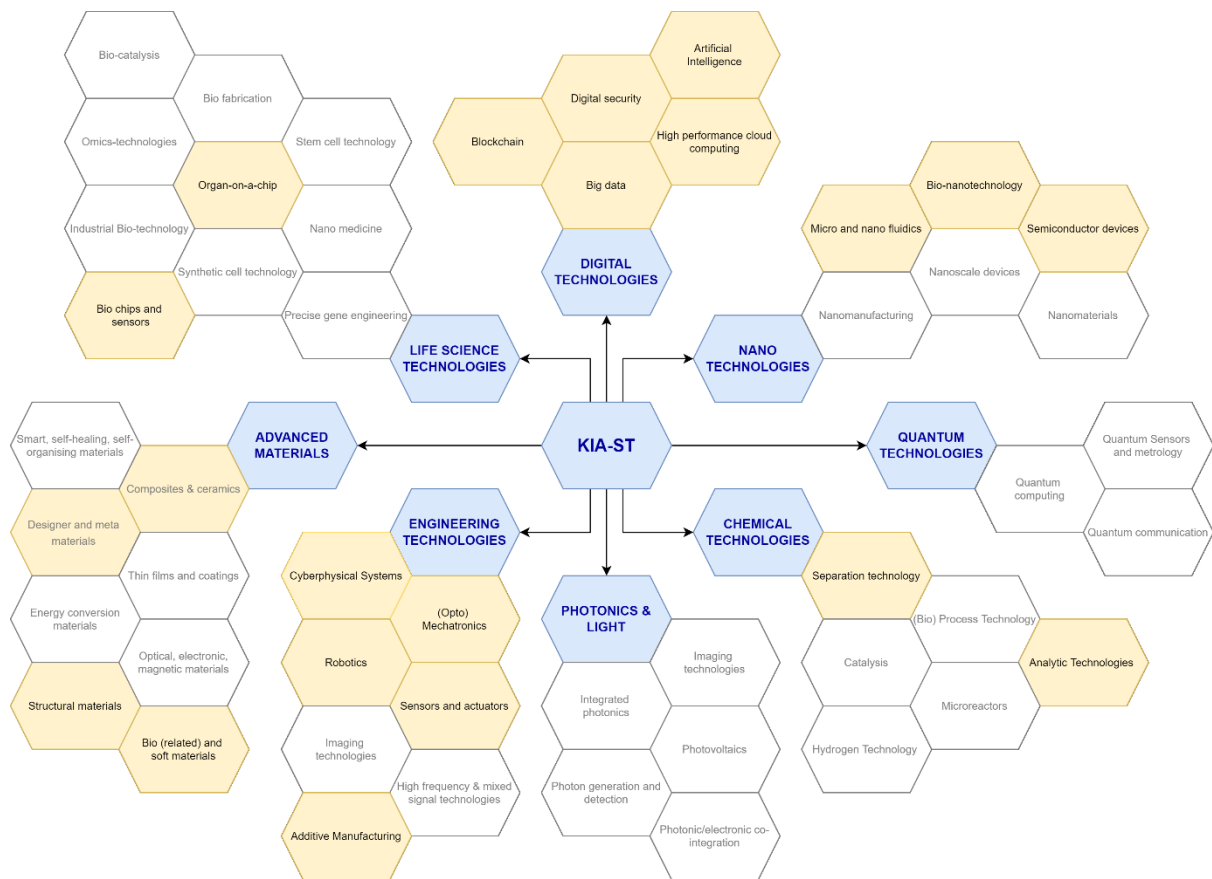 Bio-catalysis
Bio fabrication
Omics-technologies
Stem cell technology
Organ-on-a-chip
Industrial Bio-technology
Nano medicine
Synthetic cell technology
Bio chips and
sensors
Precise gene engineering
LIFE SCIENCE
TECHNOLOGIES
Artificial
Intelligence
Digital security
Blockchain
High performance cloud
computing
Big data
DIGITAL
TECHNOLOGIES
Bio-nanotechnology
Micro and nano fluidics
Semiconductor devices
Nanoscale devices
Nanomanufacturing
Nanomaterials
NANO
TECHNOLOGIES
KIA-ST
ADVANCED
MATERIALS
Smart, self-healing, self-
organising materials
Composites & ceramics
Designer and meta
materials
Thin films and coatings
Energy conversion
materials
Optical, electronic,
magnetic materials
Structural materials
Bio (related) and
soft materials
QUANTUM
TECHNOLOGIES
Quantum Sensors
and metrology
Quantum
computing
Quantum communication
ENGINEERING
TECHNOLOGIES
Cyberphysical Systems
(Opto)
Mechatronics
Robotics
Sensors and actuators
Imaging
technologies
High frequency & mixed
signal technologies
Additive Manufacturing
PHOTONICS &
LIGHT
Imaging
technologies
Integrated
photonics
Photovoltaics
Photon generation and
detection
Photonic/electronic co-
integration
CHEMICAL
TECHNOLOGIES
Separation technology
(Bio) Process Technology
Catalysis
Analytic Technologies
Microreactors
Hydrogen Technology